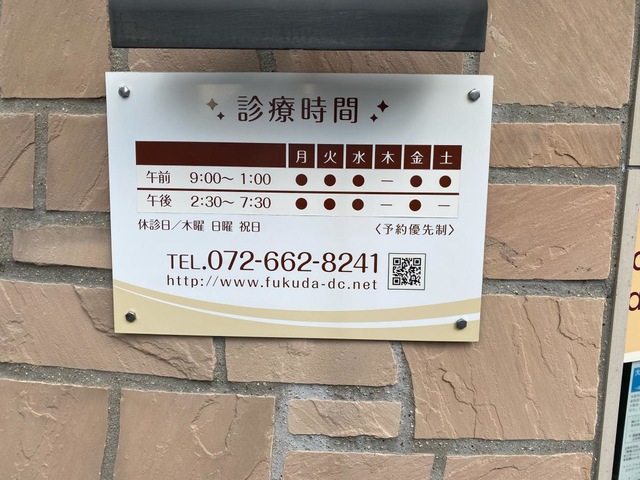 診療時間
月 火 水 木 金 土
午前 9:00〜 1:00 ● ● ● — ● ●
午後 2:30〜 7:30 ● ● ● — ● —
休診日／木曜 日曜 祝日 〈予約優先制〉
TEL.072-662-8241
http://www.fukuda-dc.net